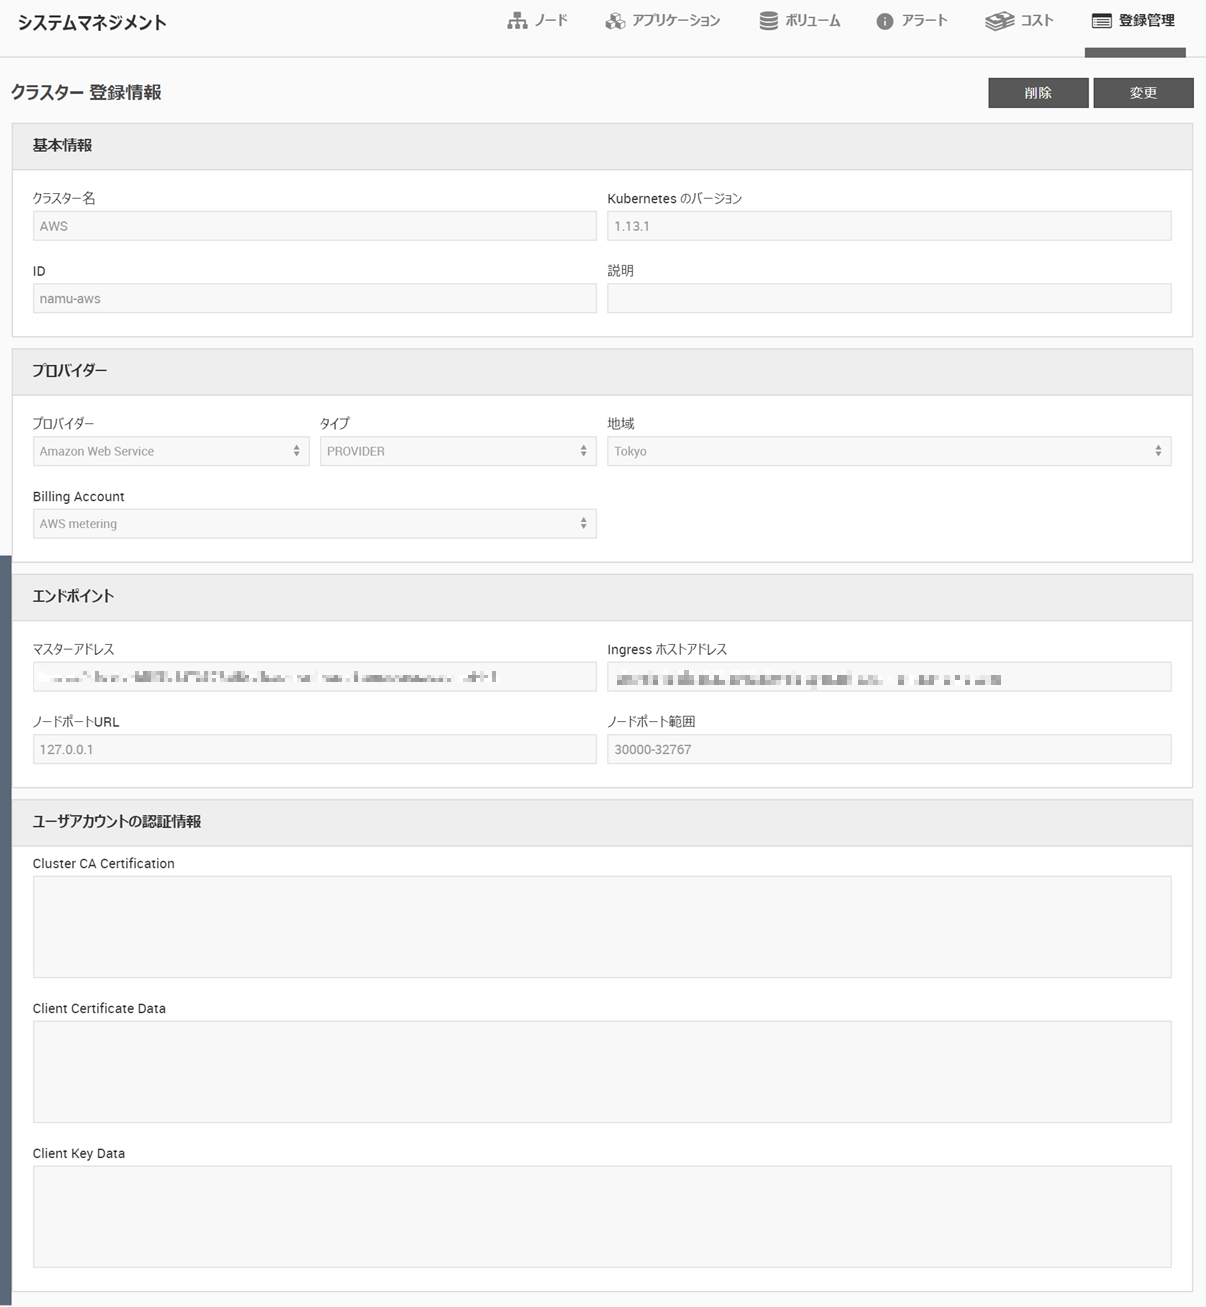 システムマネジメント
ノード
アプリケーション
ボリューム
アラート
コスト
登録管理
クラスター 登録情報
削除
変更
基本情報
クラスター名
Kubernetes のバージョン
AWS
1.13.1
ID
説明
namu-aws
プロバイダー
プロバイダー
タイプ
地域
Amazon Web Service
PROVIDER
Tokyo
Billing Account
AWS metering
エンドポイント
マスターアドレス
Ingress ホストアドレス
ノードポートURL
ノードポート範囲
127.0.0.1
30000-32767
ユーザアカウントの認証情報
Cluster CA Certification
Client Certificate Data
Client Key Data